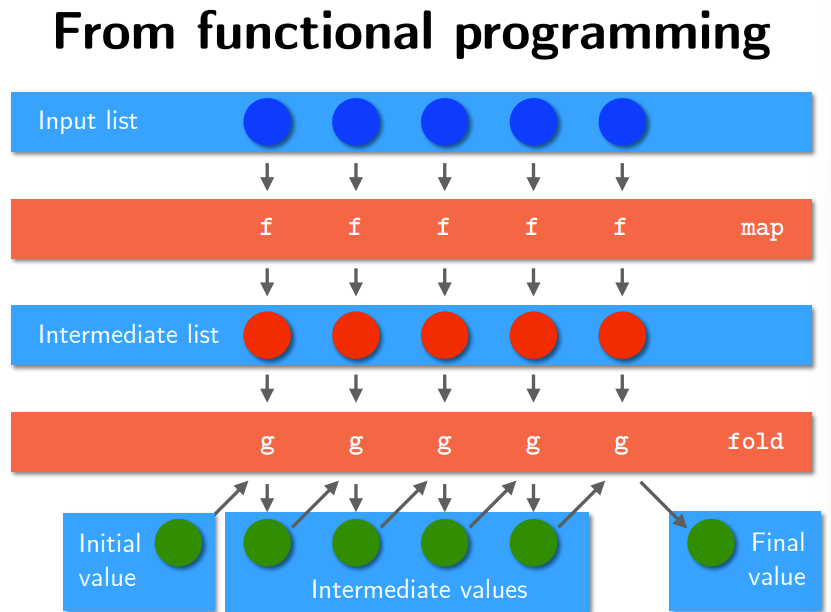 From functional programming
Input list
f f f f f map
Intermediate list
g g g g g fold
Initial
value
Intermediate values
Final
value